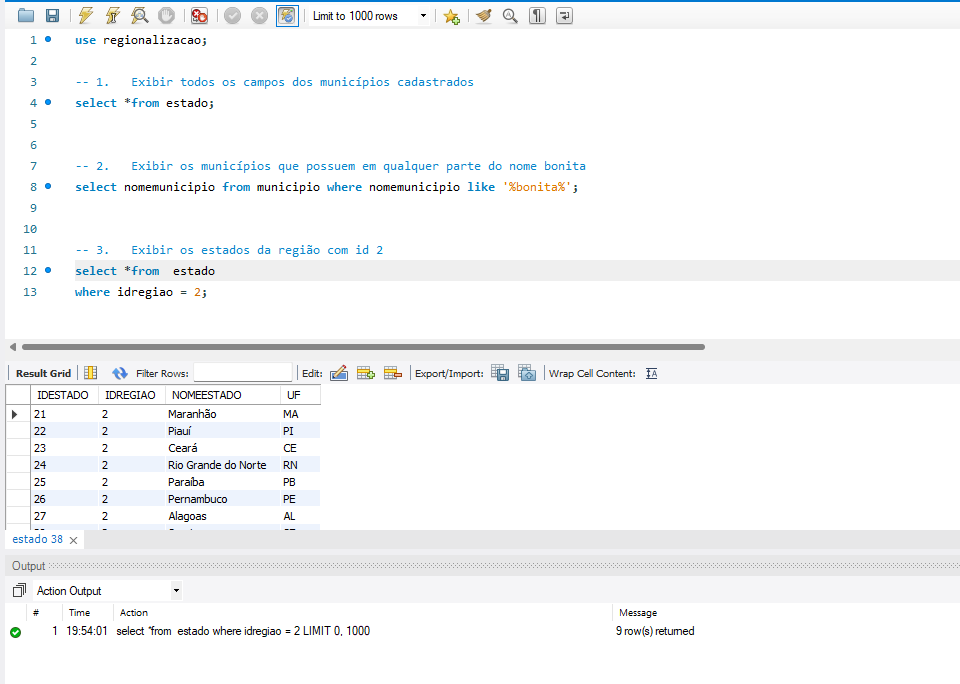 Limit to 1000 rows
1 use regionalizacao;
2
3 -- 1.   Exibir todos os campos dos municípios cadastrados
4 select *from estado;
5
6
7 -- 2.   Exibir os municípios que possuem em qualquer parte do nome bonita
8 select nomemunicipio from municipio where nomemunicipio like '%bonita%';
9
10
11 -- 3.   Exibir os estados da região com id 2
12 select *from  estado
13 where idregiao = 2;
Result Grid Filter Rows: Edit: Export/Import: Wrap Cell Content:
IDESTADO IDREGIAO NOMEESTADO UF
21 2 Maranhão MA
22 2 Piauí PI
23 2 Ceará CE
24 2 Rio Grande do Norte RN
25 2 Paraíba PB
26 2 Pernambuco PE
27 2 Alagoas AL
estado 38
Output
Action Output
# Time Action Message
1 19:54:01 select *from  estado where idregiao = 2 LIMIT 0, 1000 9 row(s) returned